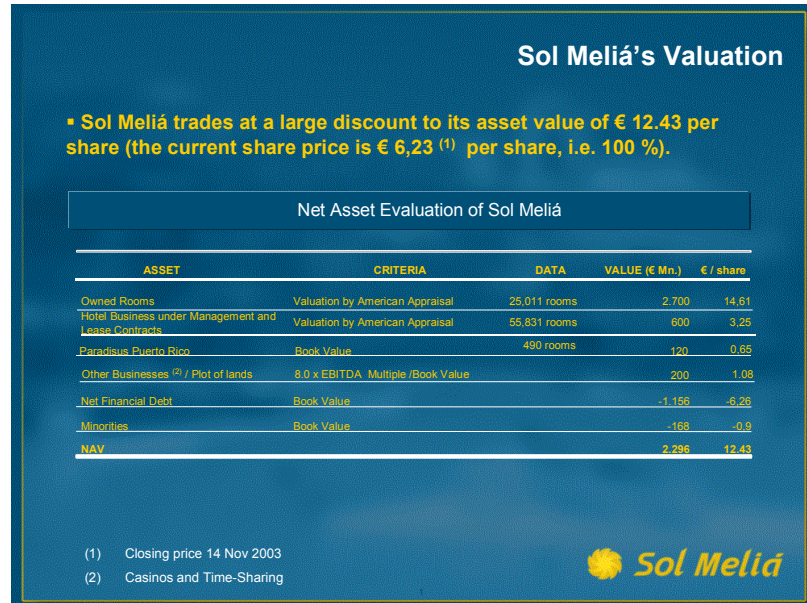 Sol Meliá’s Valuation
▪ Sol Meliá trades at a large discount to its asset value of € 12.43 per
share (the current share price is € 6,23 (1) per share, i.e. 100 %).
Net Asset Evaluation of Sol Meliá
ASSET CRITERIA DATA VALUE (€ Mn.) € / share
Owned Rooms Valuation by American Appraisal 25,011 rooms 2.700 14,61
Hotel Business under Management and
Lease Contracts Valuation by American Appraisal 55,831 rooms 600 3,25
Paradisus Puerto Rico Book Value 490 rooms 120 0,65
Other Businesses (2) / Plot of lands 8.0 x EBITDA Multiple /Book Value 200 1.08
Net Financial Debt Book Value -1.156 -6,26
Minorities Book Value -168 -0,9
NAV 2.296 12.43
(1) Closing price 14 Nov 2003
(2) Casinos and Time-Sharing
Sol Meliá
1